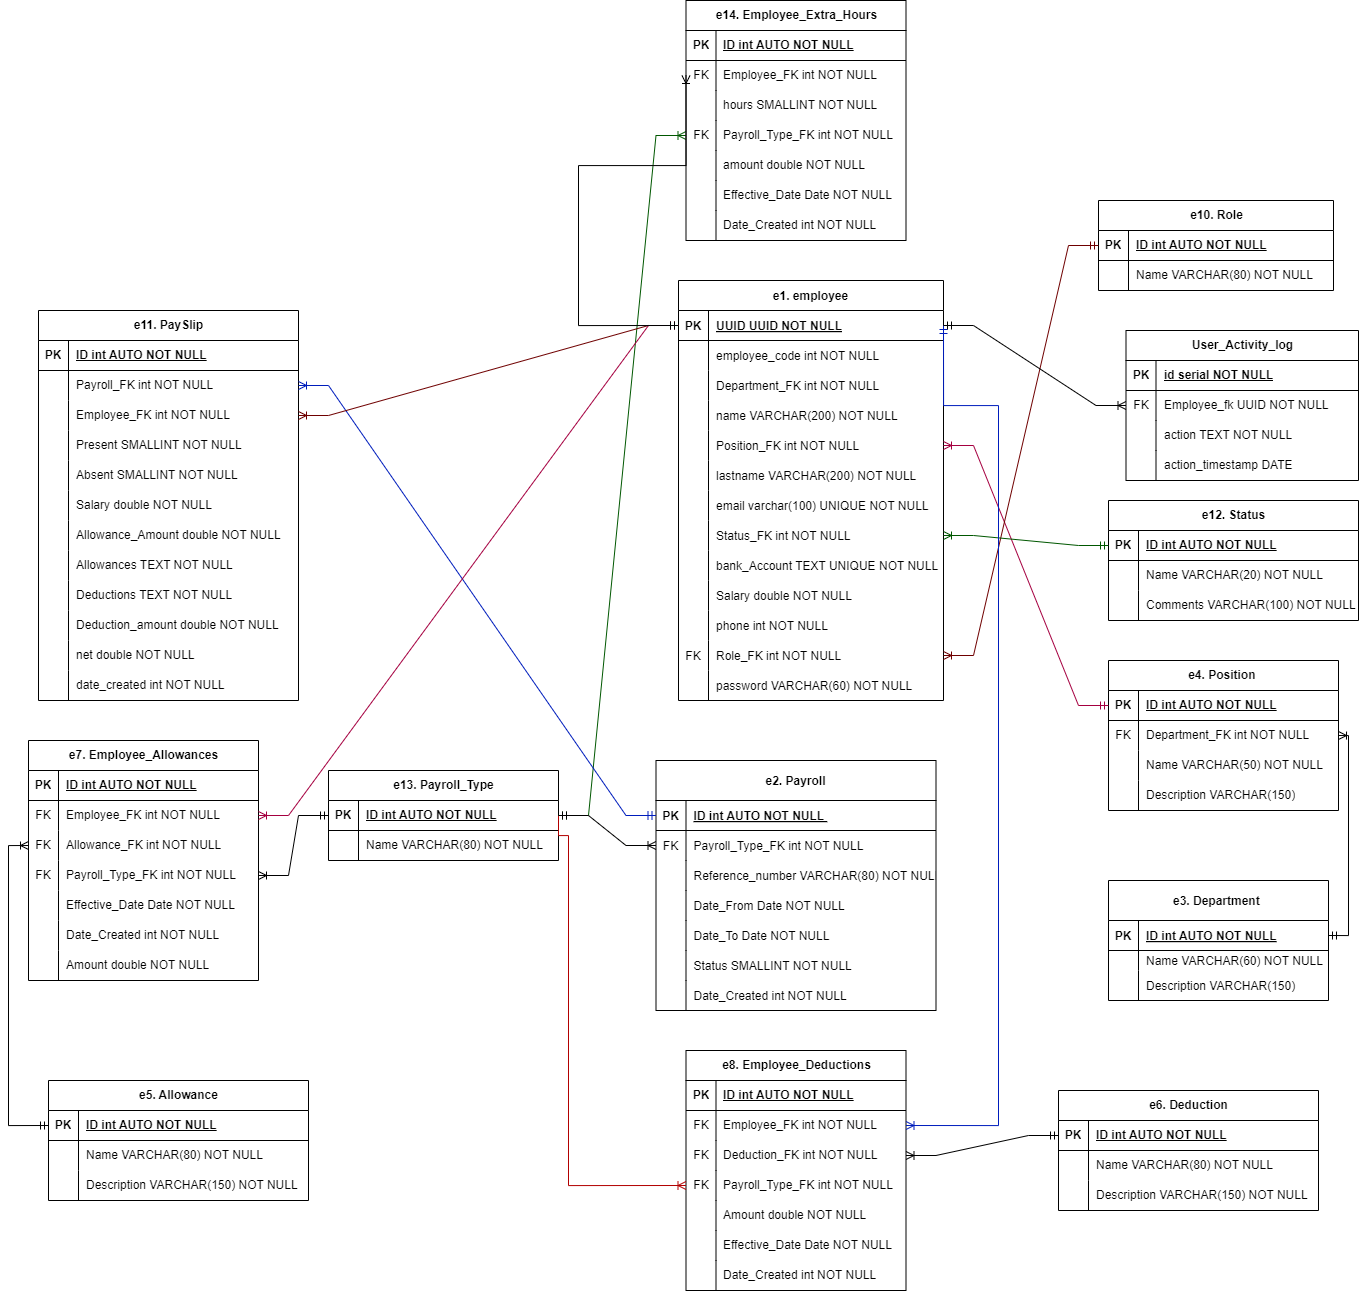 e14. Employee_Extra_Hours
PK ID int AUTO NOT NULL
FK Employee_FK int NOT NULL
hours SMALLINT NOT NULL
FK Payroll_Type_FK int NOT NULL
amount double NOT NULL
Effective_Date Date NOT NULL
Date_Created int NOT NULL
e10. Role
PK ID int AUTO NOT NULL
Name VARCHAR(80) NOT NULL
e1. employee
PK UUID UUID NOT NULL
employee_code int NOT NULL
Department_FK int NOT NULL
name VARCHAR(200) NOT NULL
Position_FK int NOT NULL
lastname VARCHAR(200) NOT NULL
email varchar(100) UNIQUE NOT NULL
Status_FK int NOT NULL
bank_Account TEXT UNIQUE NOT NULL
Salary double NOT NULL
phone int NOT NULL
FK Role_FK int NOT NULL
password VARCHAR(60) NOT NULL
e11. PaySlip
PK ID int AUTO NOT NULL
Payroll_FK int NOT NULL
Employee_FK int NOT NULL
Present SMALLINT NOT NULL
Absent SMALLINT NOT NULL
Salary double NOT NULL
Allowance_Amount double NOT NULL
Allowances TEXT NOT NULL
Deductions TEXT NOT NULL
Deduction_amount double NOT NULL
net double NOT NULL
date_created int NOT NULL
User_Activity_log
PK id serial NOT NULL
FK Employee_fk UUID NOT NULL
action TEXT NOT NULL
action_timestamp DATE
e12. Status
PK ID int AUTO NOT NULL
Name VARCHAR(20) NOT NULL
Comments VARCHAR(100) NOT NULL
e4. Position
PK ID int AUTO NOT NULL
FK Department_FK int NOT NULL
Name VARCHAR(50) NOT NULL
Description VARCHAR(150)
e7. Employee_Allowances
PK ID int AUTO NOT NULL
FK Employee_FK int NOT NULL
FK Allowance_FK int NOT NULL
FK Payroll_Type_FK int NOT NULL
Effective_Date Date NOT NULL
Date_Created int NOT NULL
Amount double NOT NULL
e13. Payroll_Type
PK ID int AUTO NOT NULL
Name VARCHAR(80) NOT NULL
e2. Payroll
PK ID int AUTO NOT NULL
FK Payroll_Type_FK int NOT NULL
Reference_number VARCHAR(80) NOT NUL
Date_From Date NOT NULL
Date_To Date NOT NULL
Status SMALLINT NOT NULL
Date_Created int NOT NULL
e3. Department
PK ID int AUTO NOT NULL
Name VARCHAR(60) NOT NULL
Description VARCHAR(150)
e5. Allowance
PK ID int AUTO NOT NULL
Name VARCHAR(80) NOT NULL
Description VARCHAR(150) NOT NULL
e8. Employee_Deductions
PK ID int AUTO NOT NULL
FK Employee_FK int NOT NULL
FK Deduction_FK int NOT NULL
FK Payroll_Type_FK int NOT NULL
Amount double NOT NULL
Effective_Date Date NOT NULL
Date_Created int NOT NULL
e6. Deduction
PK ID int AUTO NOT NULL
Name VARCHAR(80) NOT NULL
Description VARCHAR(150) NOT NULL